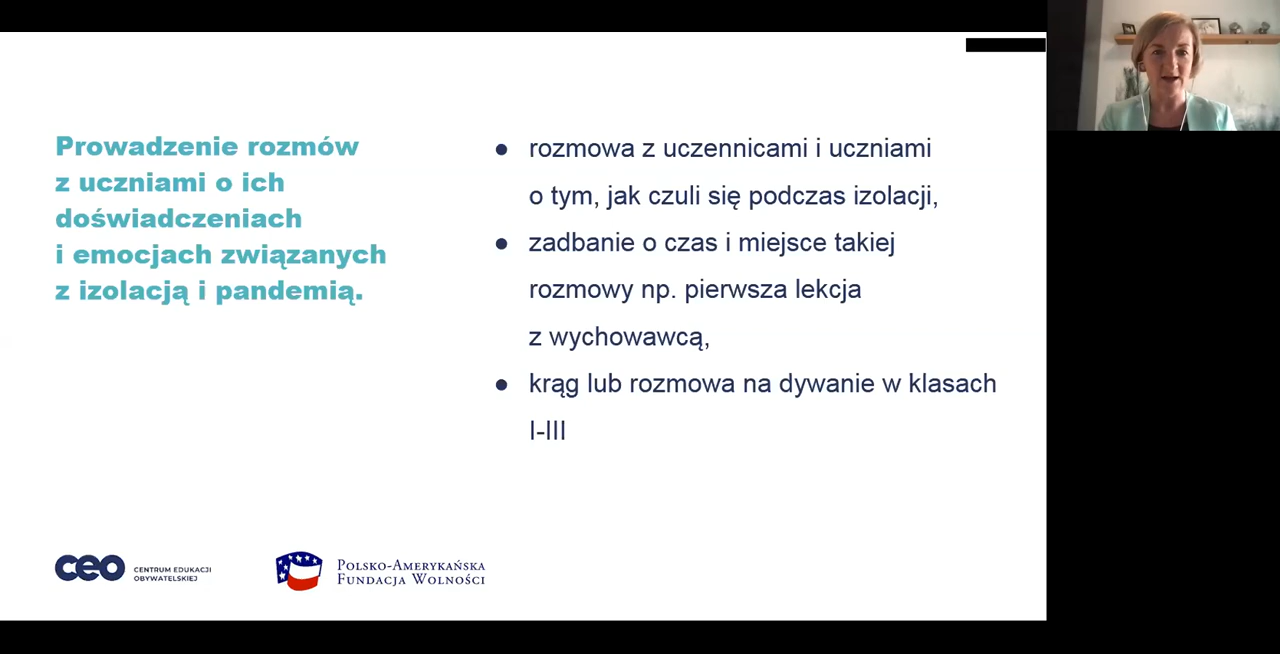 Prowadzenie rozmów
z uczniami o ich
doświadczeniach
i emocjach związanych
z izolacją i pandemią.
● rozmowa z uczennicami i uczniami
o tym, jak czuli się podczas izolacji,
● zadbanie o czas i miejsce takiej
rozmowy np. pierwsza lekcja
z wychowawcą,
● krąg lub rozmowa na dywanie w klasach
I-III
ceo
CENTRUM EDUKACJI
OBYWATELSKIEJ
Polsko-Amerykańska
Fundacja Wolności